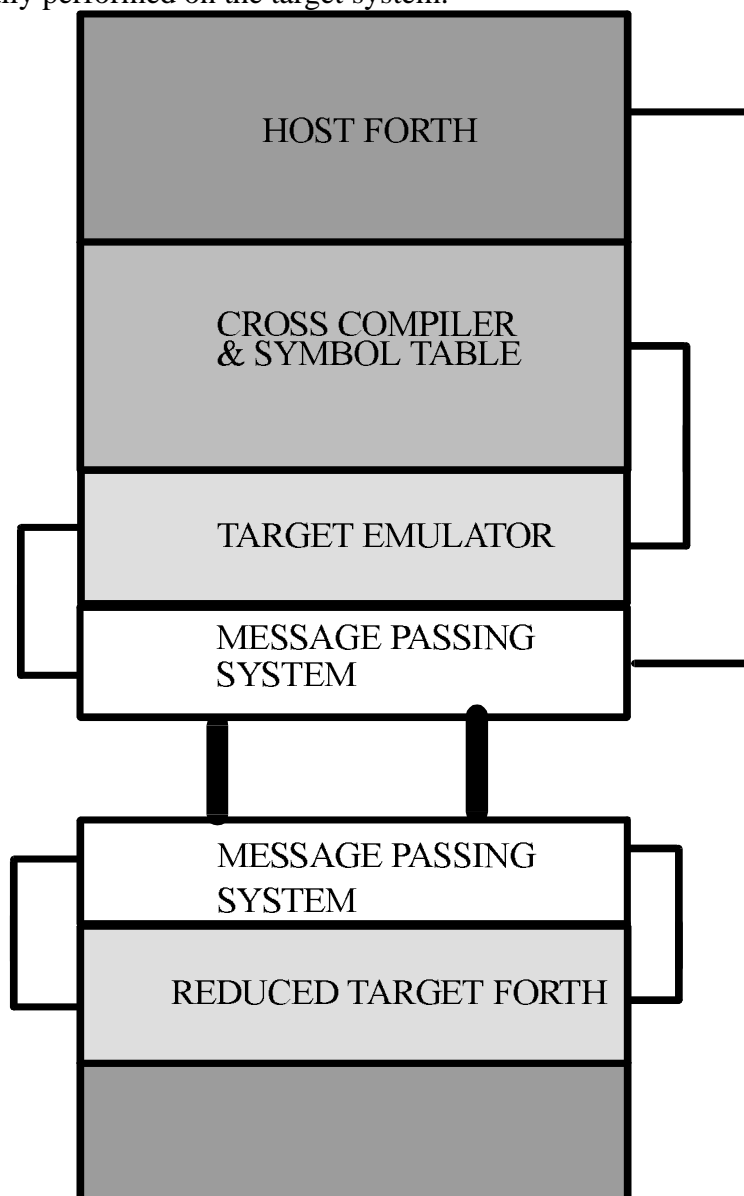 performed on the target system.
HOST FORTH
CROSS COMPILER
& SYMBOL TABLE
TARGET EMULATOR
MESSAGE PASSING
SYSTEM
MESSAGE PASSING
SYSTEM
REDUCED TARGET FORTH